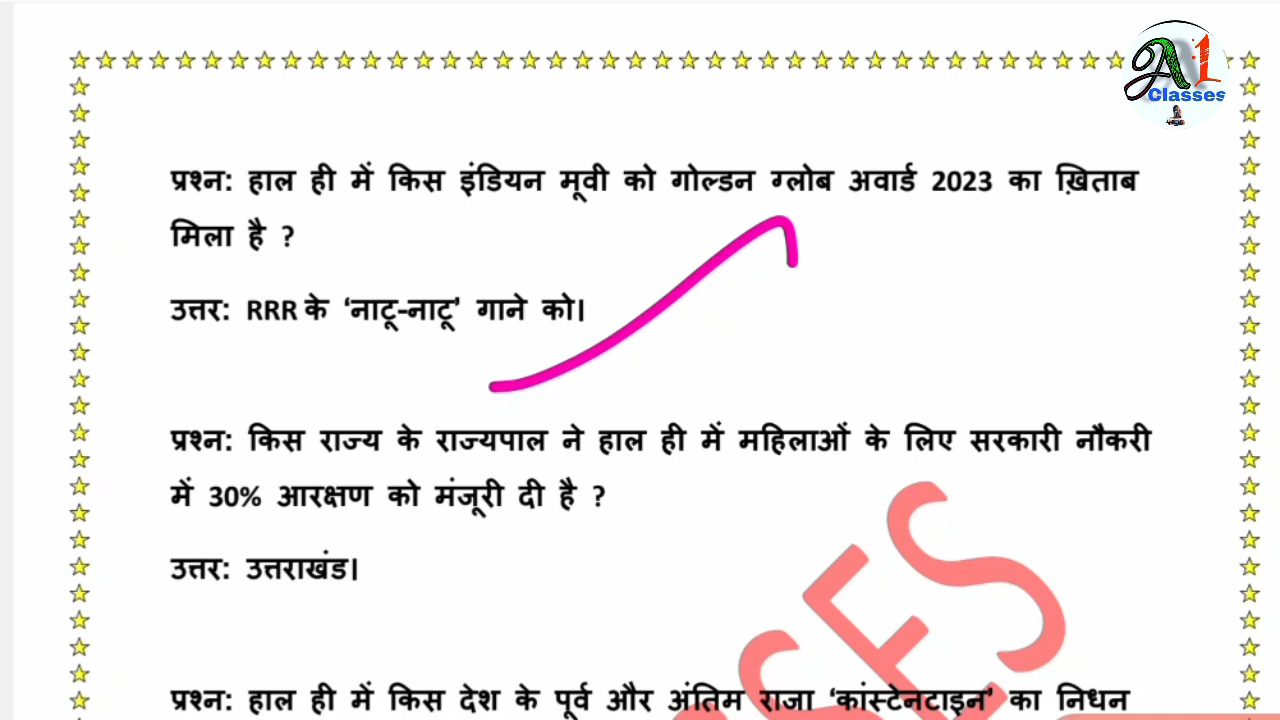 A1
Classes
प्रश्न: हाल ही में किस इंडियन मूवी को गोल्डन ग्लोब अवार्ड 2023 का ख़िताब
मिला है ?
उत्तर: RRR के ‘नाटू-नाटू’ गाने को।
प्रश्न: किस राज्य के राज्यपाल ने हाल ही में महिलाओं के लिए सरकारी नौकरी
में 30% आरक्षण को मंजूरी दी है ?
उत्तर: उत्तराखंड।
प्रश्न: हाल ही में किस देश के पूर्व और अंतिम राजा ‘कांस्टेनटाइन’ का निधन
SSES